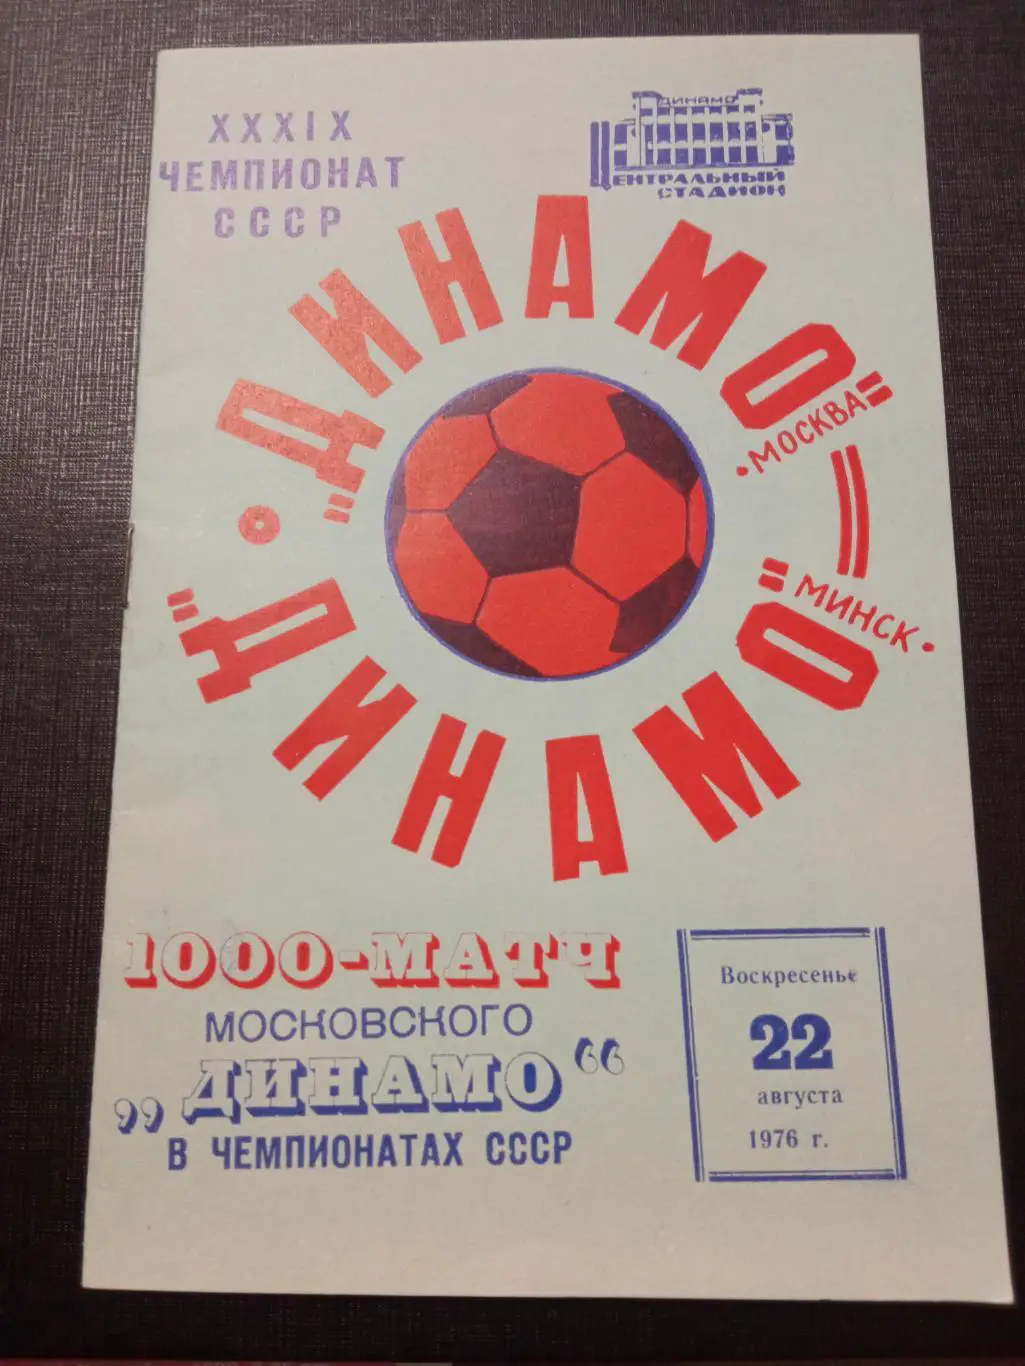 XXXIX
ЧЕМПИОНАТ
СССР
ДИНАМО
ЦЕНТРАЛЬНЫЙ
СТАДИОН
„ДИНАМО"
•МОСКВА
„ДИНАМО"
МИНСК•
1000-МАТЧ
МОСКОВСКОГО
„ДИНАМО“
В ЧЕМПИОНАТАХ СССР
Воскресенье
22
августа
1976 г.